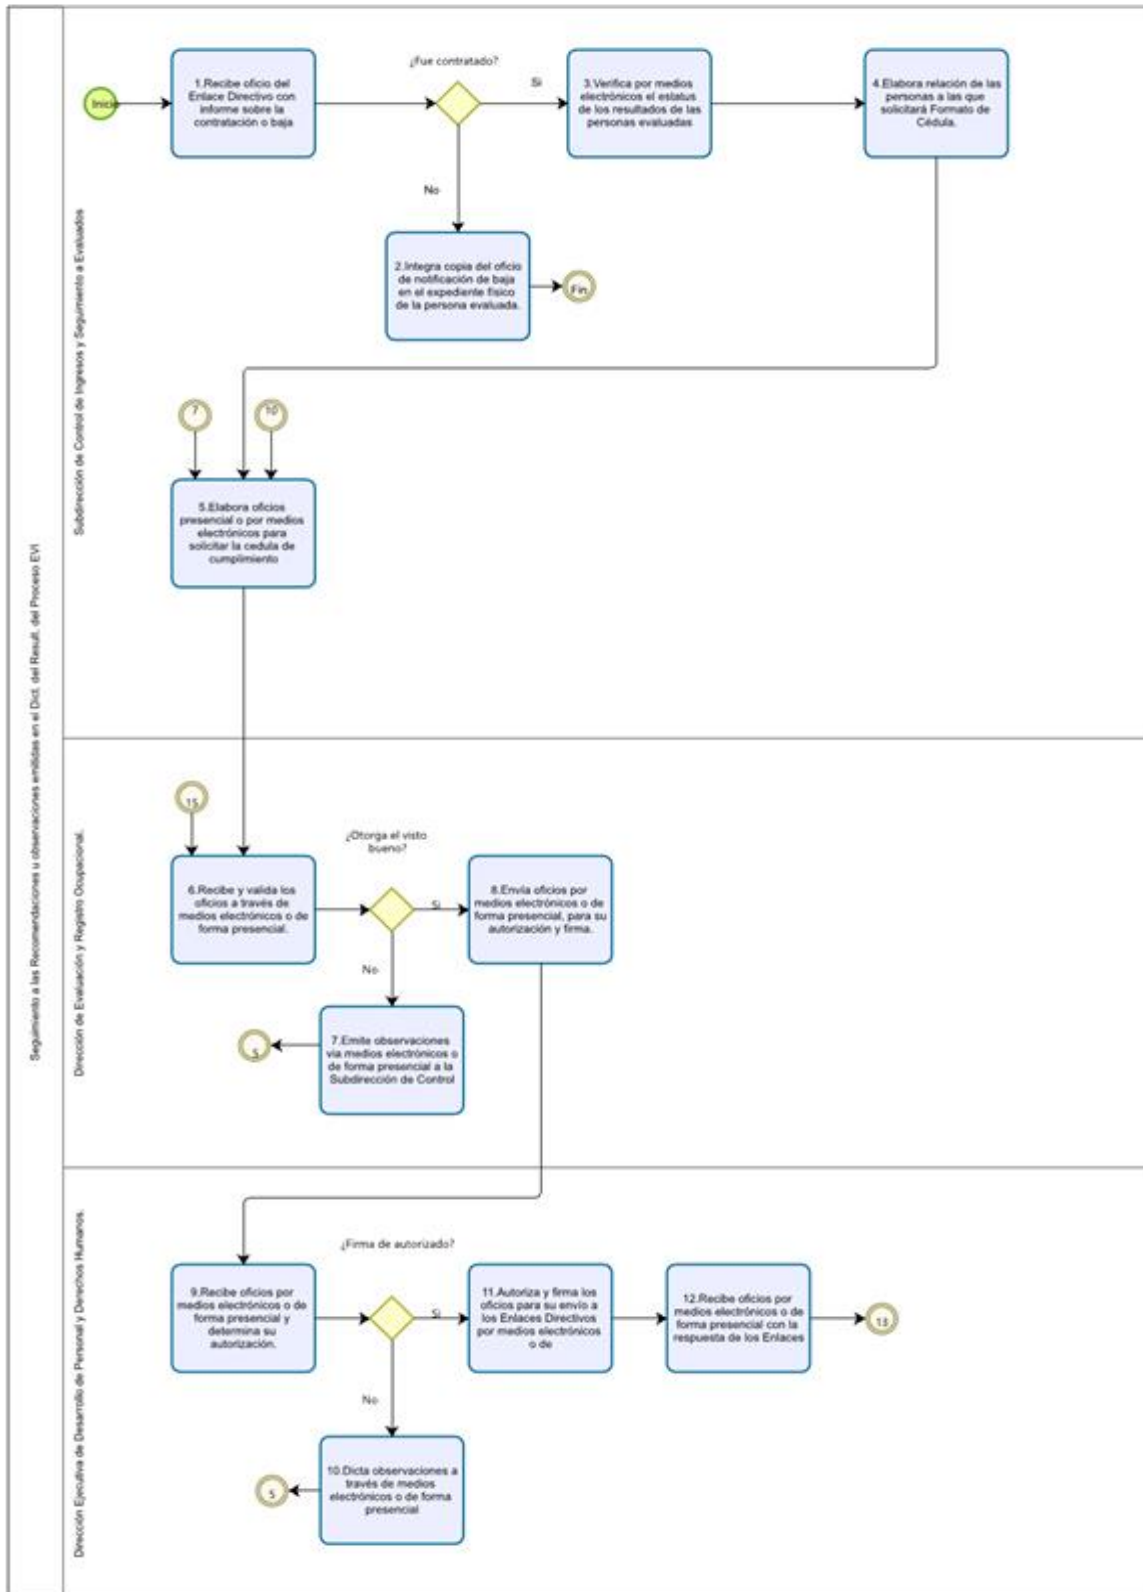 Seguimiento a las Recomendaciones u observaciones emitidas en el Dict. del Result. del Proceso EVI
Subdirección de Control de Ingresos y Seguimiento a Evaluados
Inicio
1.Recibe oficio del
Enlace Directivo con
informe sobre la
contratación o baja
¿Fue contratado?
Si
No
3.Verifica por medios
electrónicos el estatus
de los resultados de las
personas evaluadas
4.Elabora relación de las
personas a las que
solicitará Formato de
Cédula.
2.Integra copia del oficio
de notificación de baja
en el expediente físico
de la persona evaluada.
Fin
7
10
5.Elabora oficios
presencial o por medios
electrónicos para
solicitar la cedula de
cumplimiento
Dirección de Evaluación y Registro Ocupacional.
15
6.Recibe y valida los
oficios a través de
medios electrónicos o de
forma presencial.
¿Otorga el visto
bueno?
Si
No
8.Envía oficios por
medios electrónicos o de
forma presencial, para su
autorización y firma.
7.Emite observaciones
via medios electrónicos o
de forma presencial a la
Subdirección de Control
5
Dirección Ejecutiva de Desarrollo de Personal y Derechos Humanos.
9.Recibe oficios por
medios electrónicos o de
forma presencial y
determina su
autorización.
¿Firma de autorizado?
Si
No
11.Autoriza y firma los
oficios para su envío a
los Enlaces Directivos
por medios electrónicos
o de
12.Recibe oficios por
medios electrónicos o de
forma presencial con la
respuesta de los Enlaces
13
10.Dicta observaciones a
través de medios
electrónicos o de forma
presencial
5